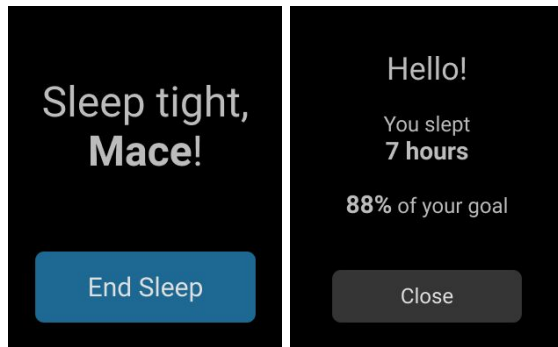 Sleep tight,
Mace!
End Sleep
Hello!
You slept
7 hours
88% of your goal
Close